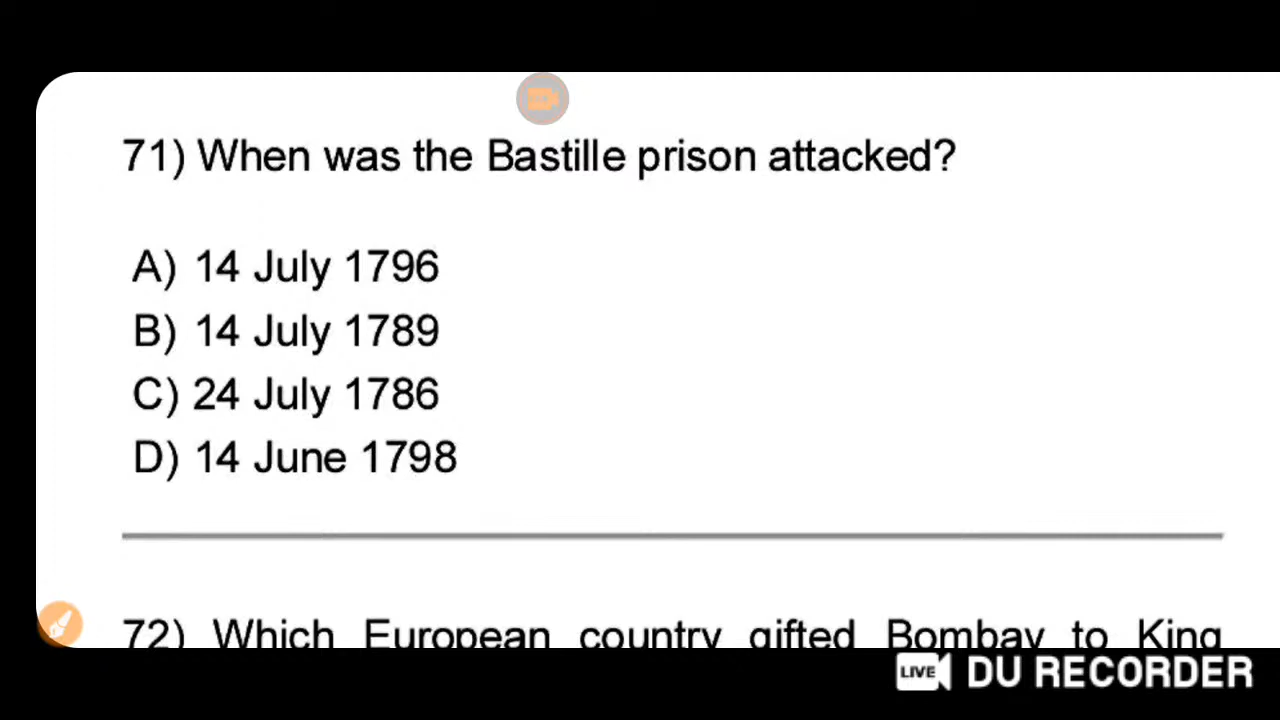 71) When was the Bastille prison attacked?
A) 14 July 1796
B) 14 July 1789
C) 24 July 1786
D) 14 June 1798
72) Which European country gifted Bombay to King
LIVE DU RECORDER